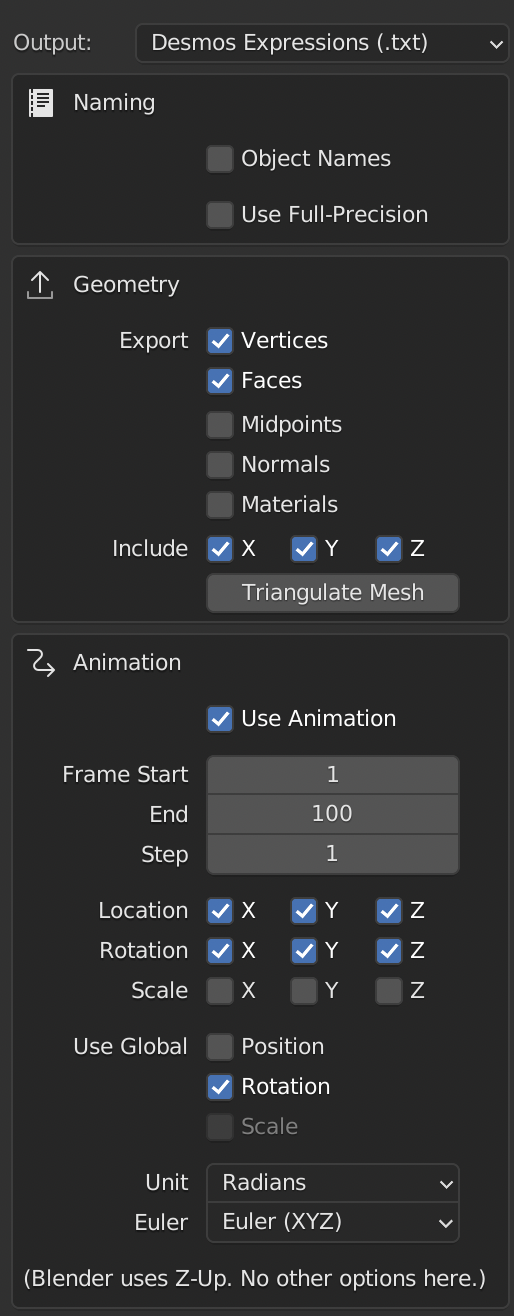 Output: Desmos Expressions (.txt)
Naming
Object Names
Use Full-Precision
Geometry
Export Vertices
Faces
Midpoints
Normals
Materials
Include X Y Z
Triangulate Mesh
Animation
Use Animation
Frame Start 1
End 100
Step 1
Location X Y Z
Rotation X Y Z
Scale X Y Z
Use Global Position
Rotation
Scale
Unit Radians
Euler Euler (XYZ)
(Blender uses Z-Up. No other options here.)